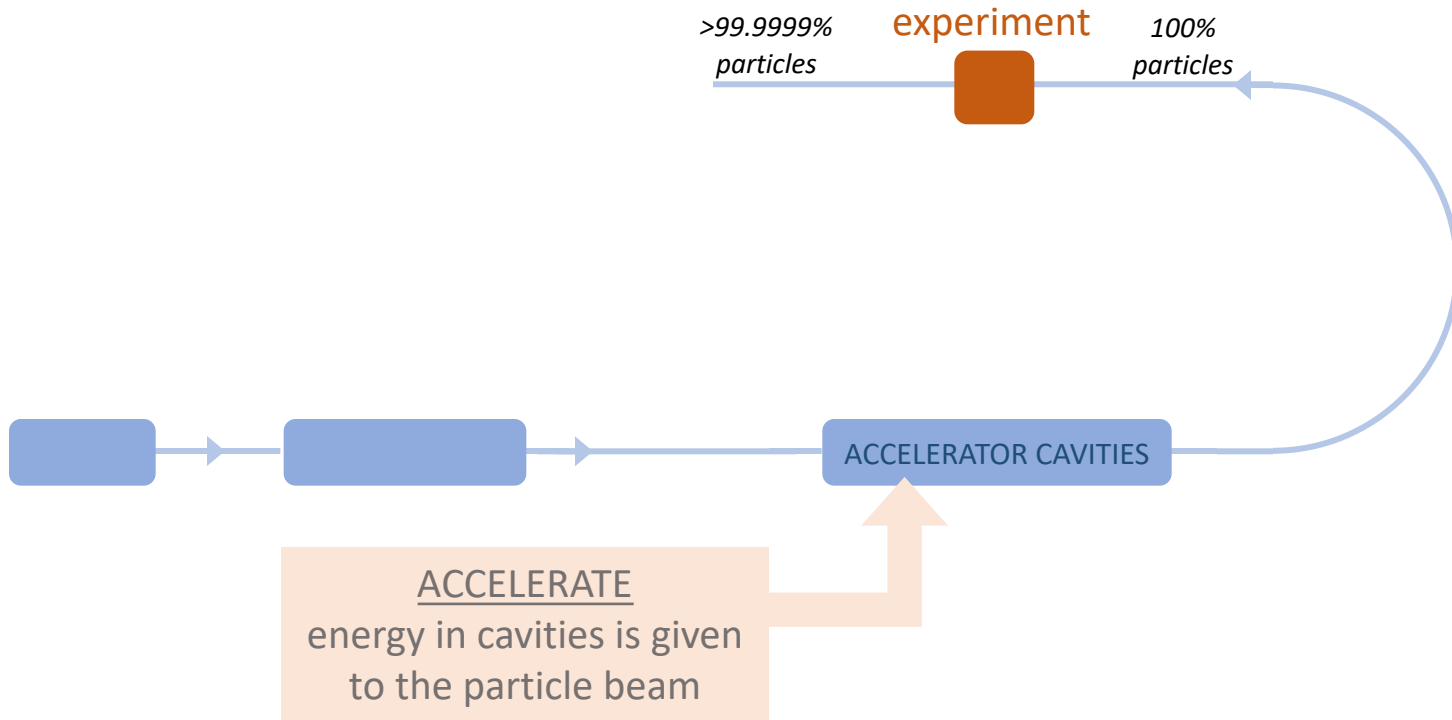 >99.9999%
particles
experiment
100%
particles
ACCELERATOR CAVITIES
ACCELERATE
energy in cavities is given
to the particle beam